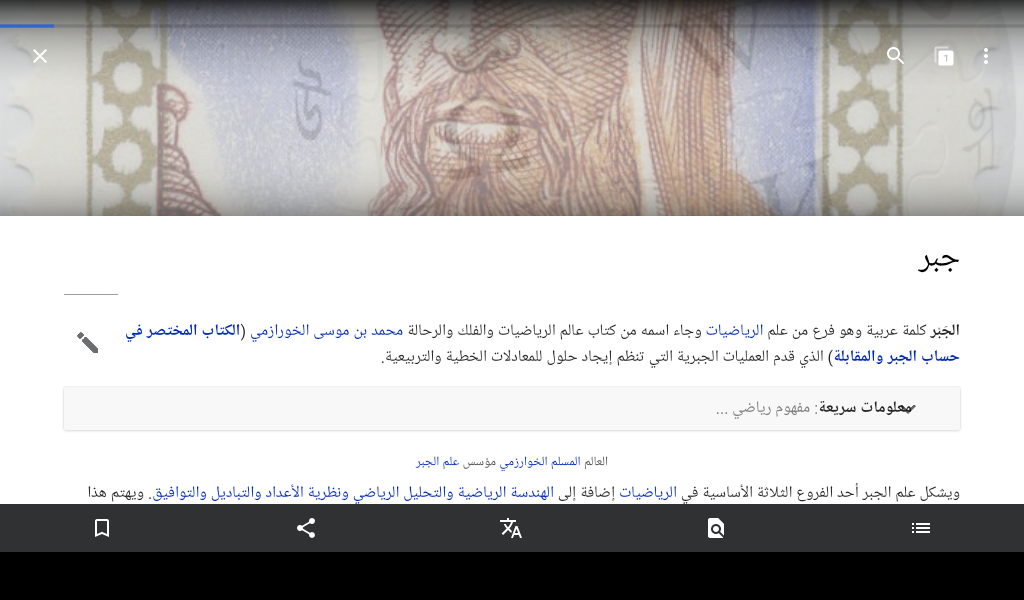 1
جبر
الجَبر كلمة عربية وهو فرع من علم الرياضيات وجاء اسمه من كتاب عالم الرياضيات والفلك والرحالة محمد بن موسى الخورازمي (الكتاب المختصر في
حساب الجبر والمقابلة) الذي قدم العمليات الجبرية التي تنظم إيجاد حلول للمعادلات الخطية والتربيعية.
معلومات سريعة: مفهوم رياضي ...
العالم المسلم الخوارزمي مؤسس علم الجبر
ويشكل علم الجبر أحد الفروع الثلاثة الأساسية في الرياضيات إضافة إلى الهندسة الرياضية والتحليل الرياضي ونظرية الأعداد والتباديل والتوافيق. ويهتم هذا